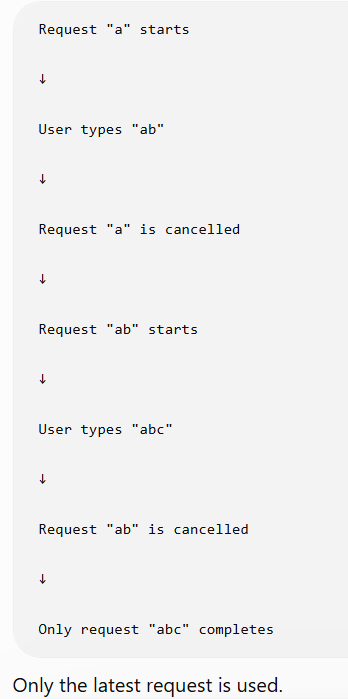 Request "a" starts
↓
User types "ab"
↓
Request "a" is cancelled
↓
Request "ab" starts
↓
User types "abc"
↓
Request "ab" is cancelled
↓
Only request "abc" completes
Only the latest request is used.